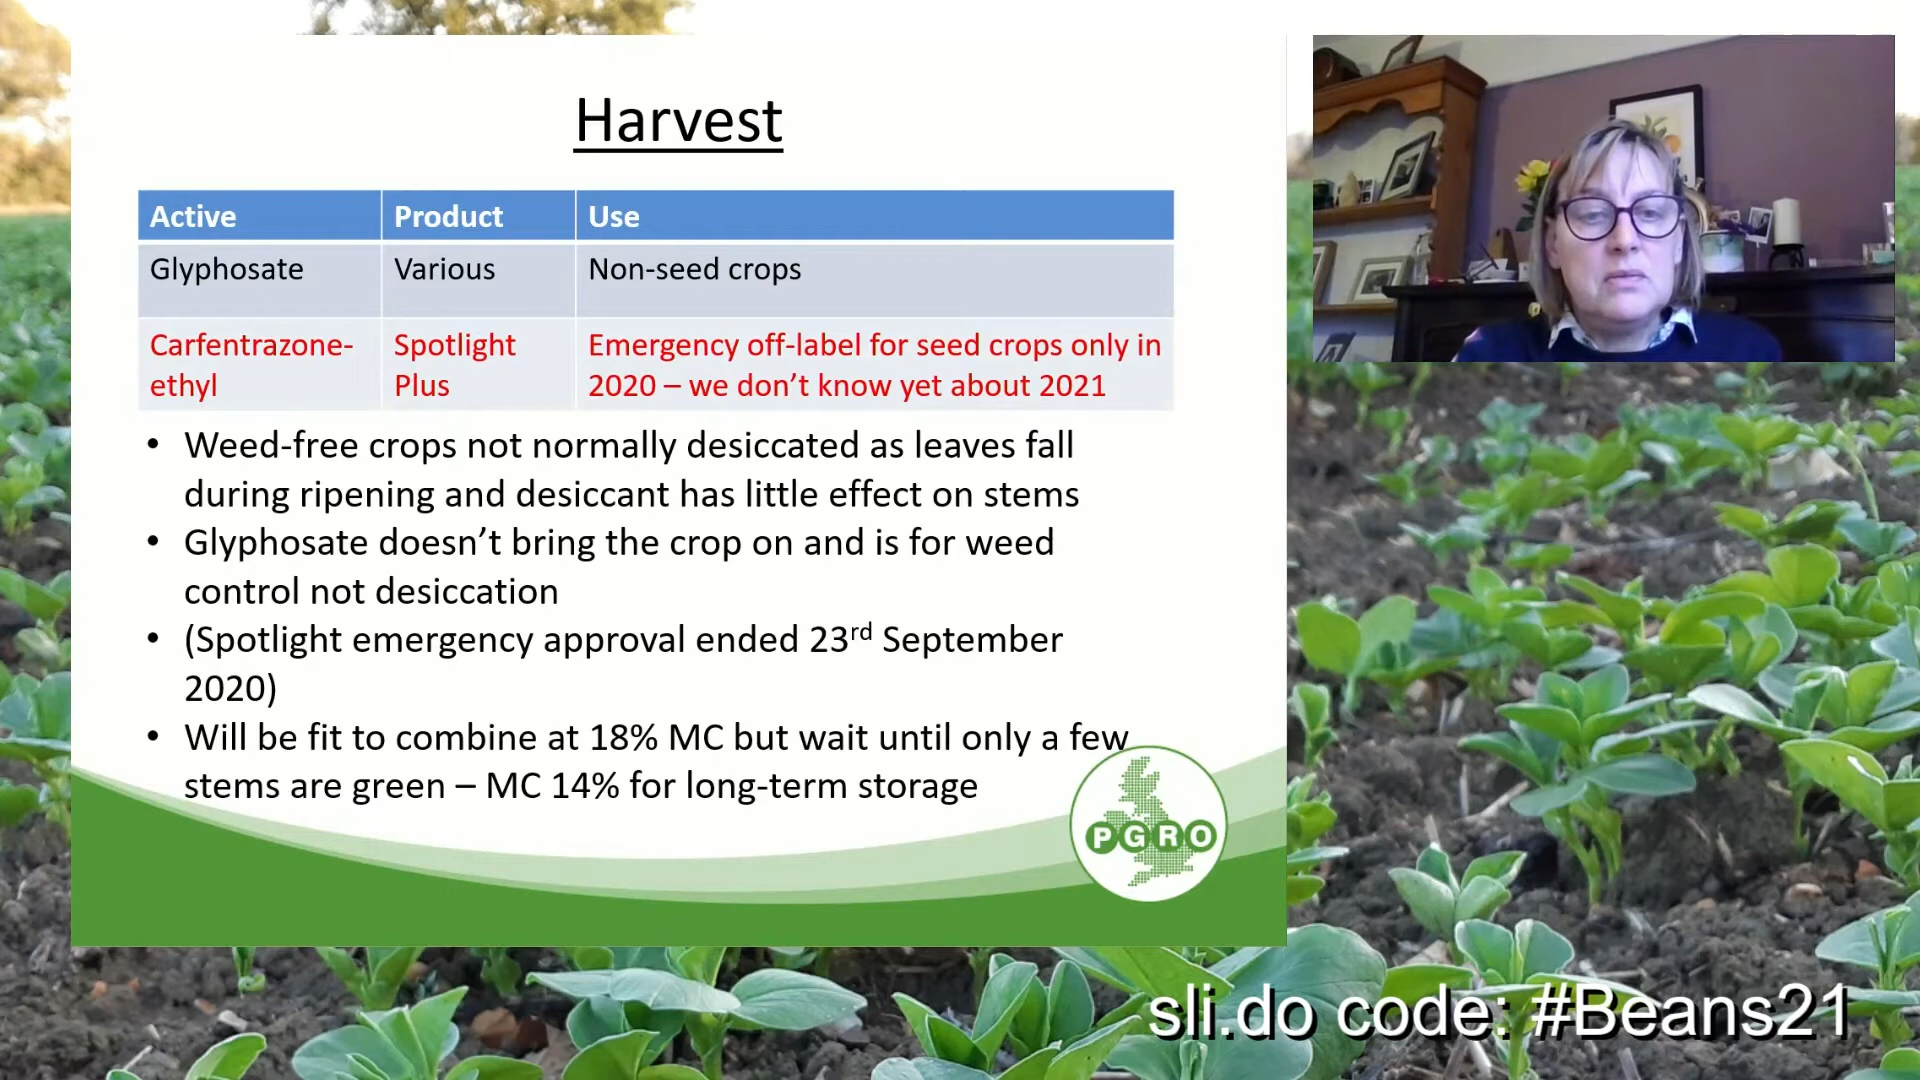 Harvest
Active Product Use
Glyphosate Various Non-seed crops
Carfentrazone- Spotlight Emergency off-label for seed crops only in
ethyl Plus 2020 – we don’t know yet about 2021
• Weed-free crops not normally desiccated as leaves fall
during ripening and desiccant has little effect on stems
• Glyphosate doesn’t bring the crop on and is for weed
control not desiccation
• (Spotlight emergency approval ended 23rd September
2020)
• Will be fit to combine at 18% MC but wait until only a few
stems are green – MC 14% for long-term storage
PGRO
sli.do code: #Beans21